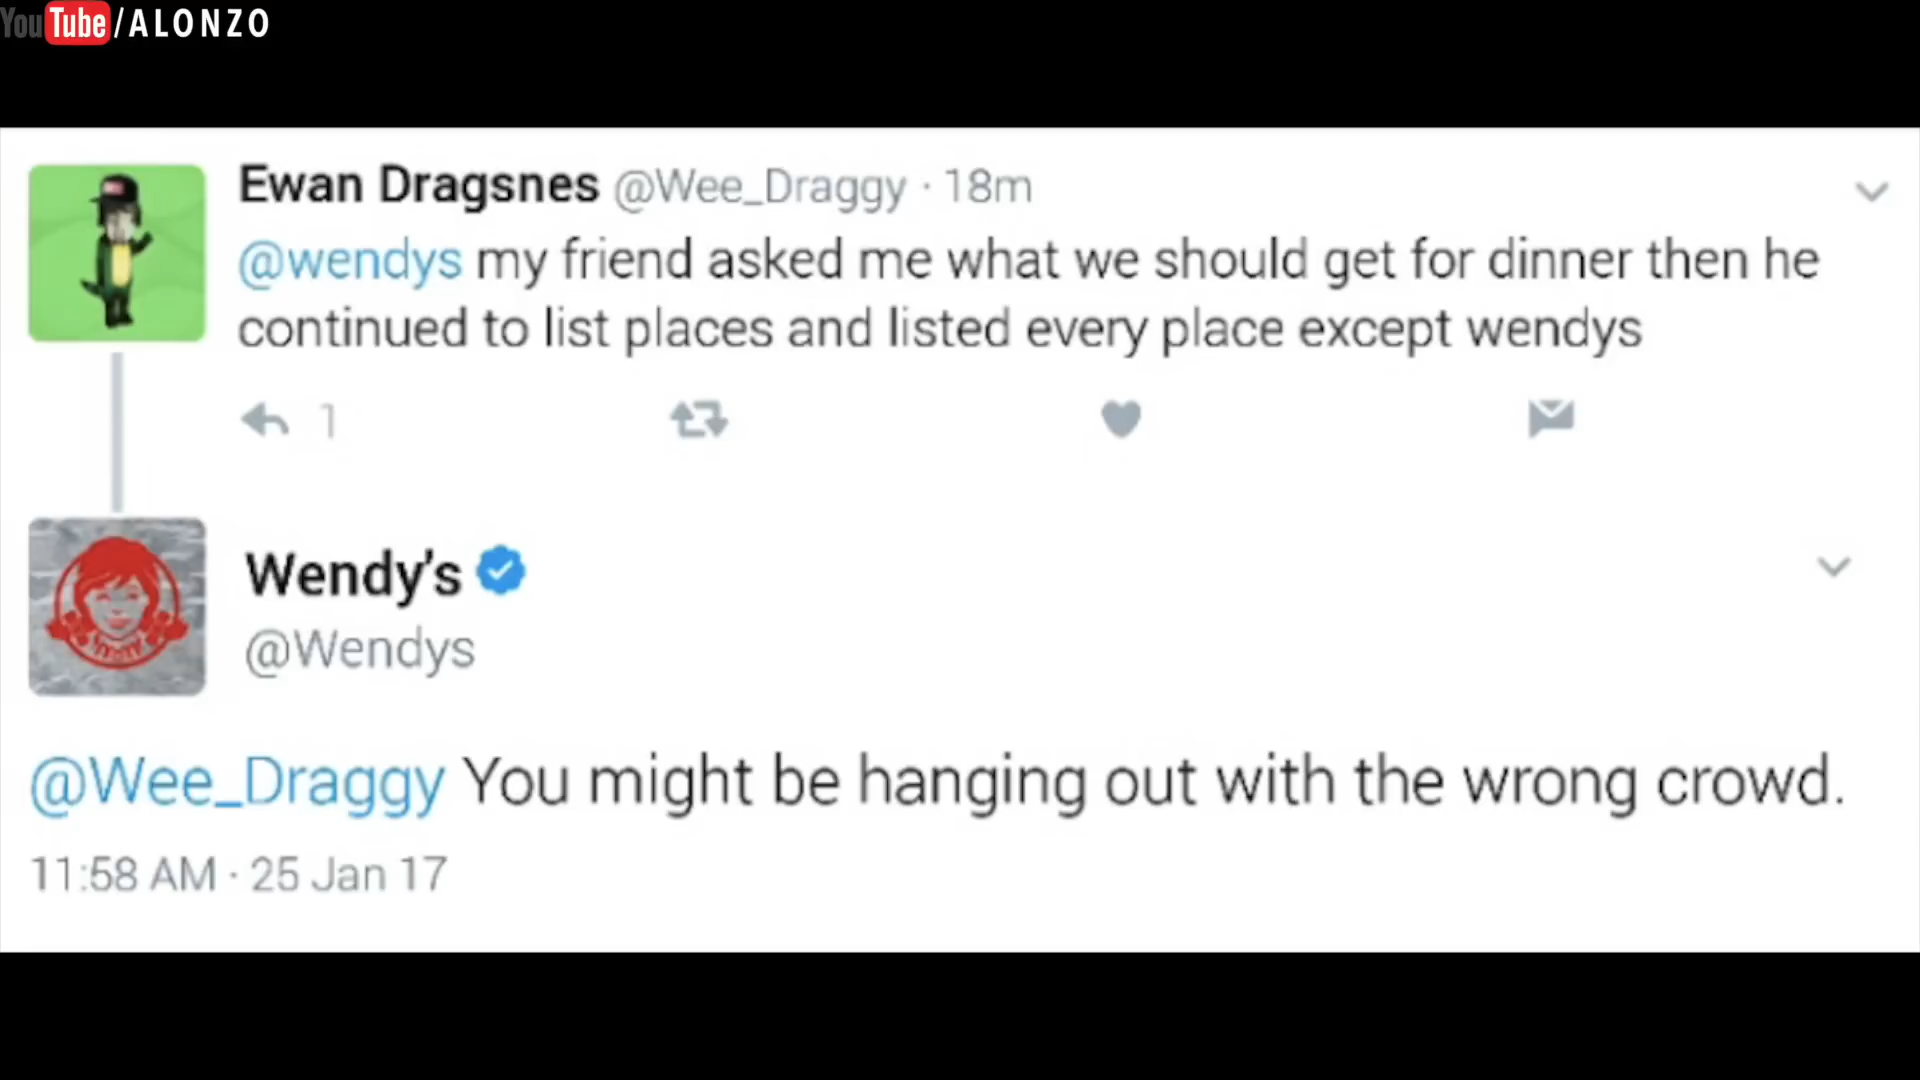 YouTube/ALONZO
Ewan Dragsnes @Wee_Draggy · 18m
@wendys my friend asked me what we should get for dinner then he
continued to list places and listed every place except wendys
1
Wendy's
@Wendys
@Wee_Draggy You might be hanging out with the wrong crowd.
11:58 AM · 25 Jan 17